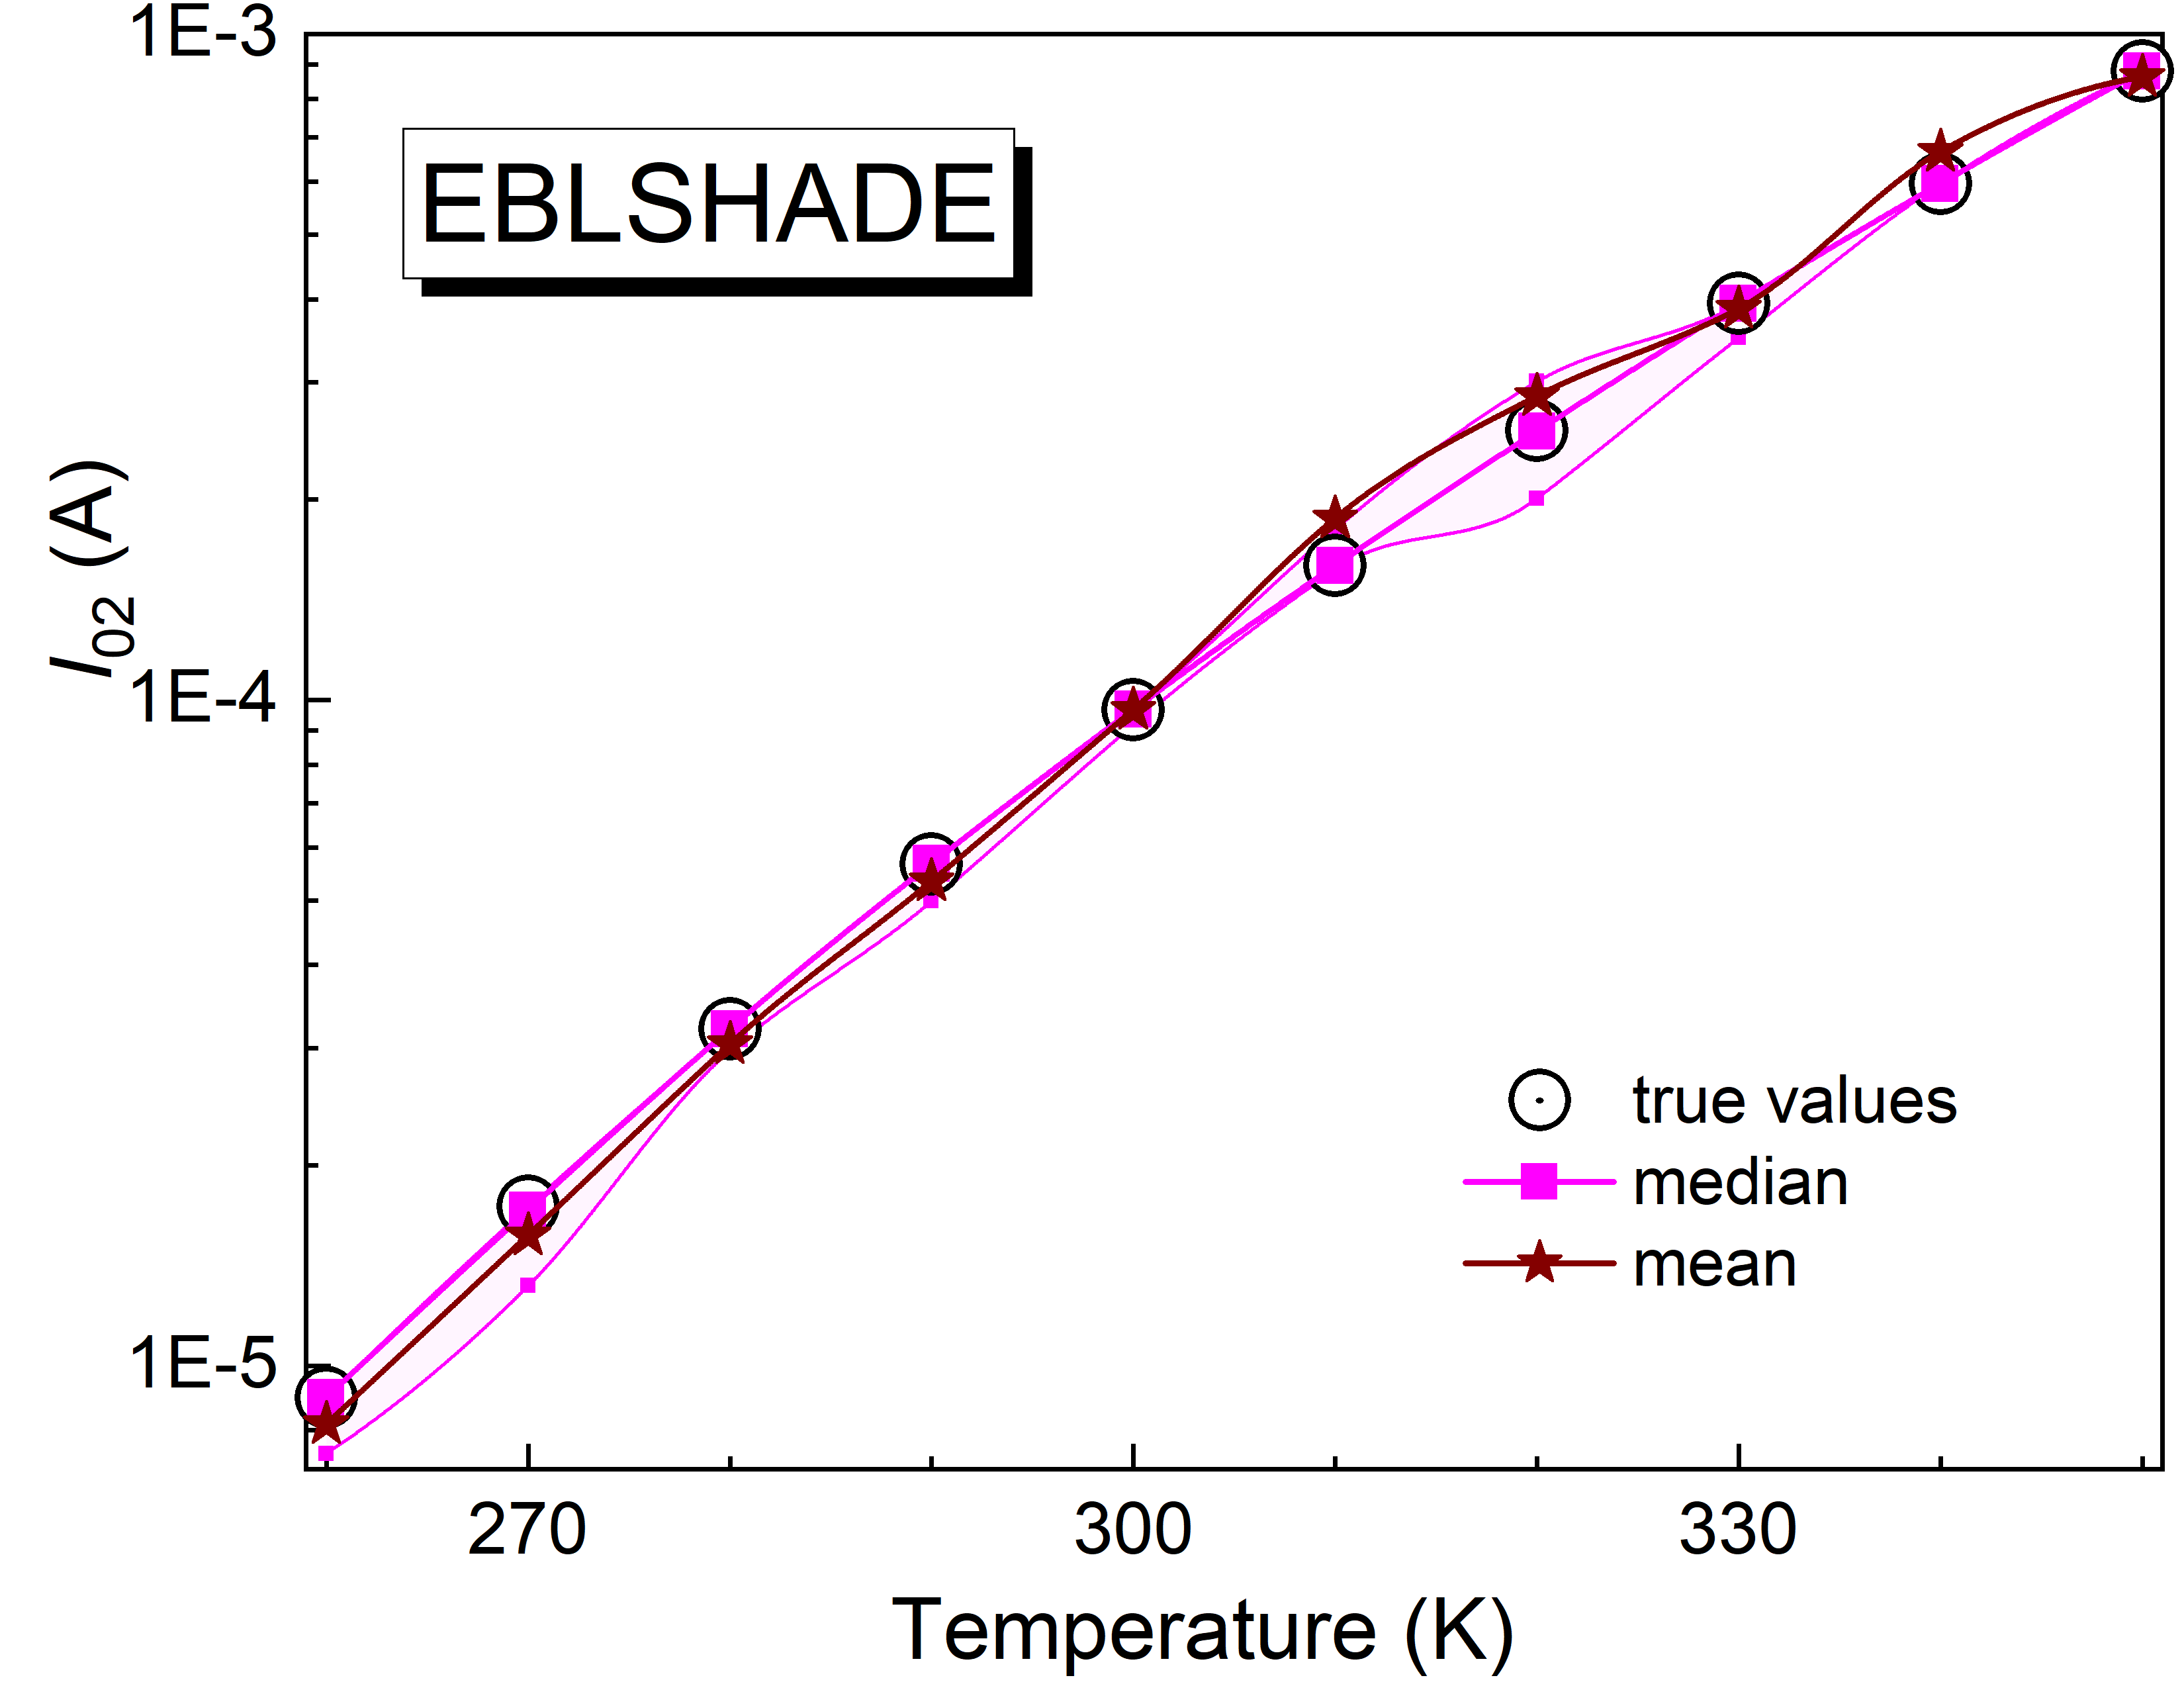 1E-3
EBLSHADE
I02 (A)
1E-4
true values
median
mean
1E-5
270 300 330
Temperature (K)